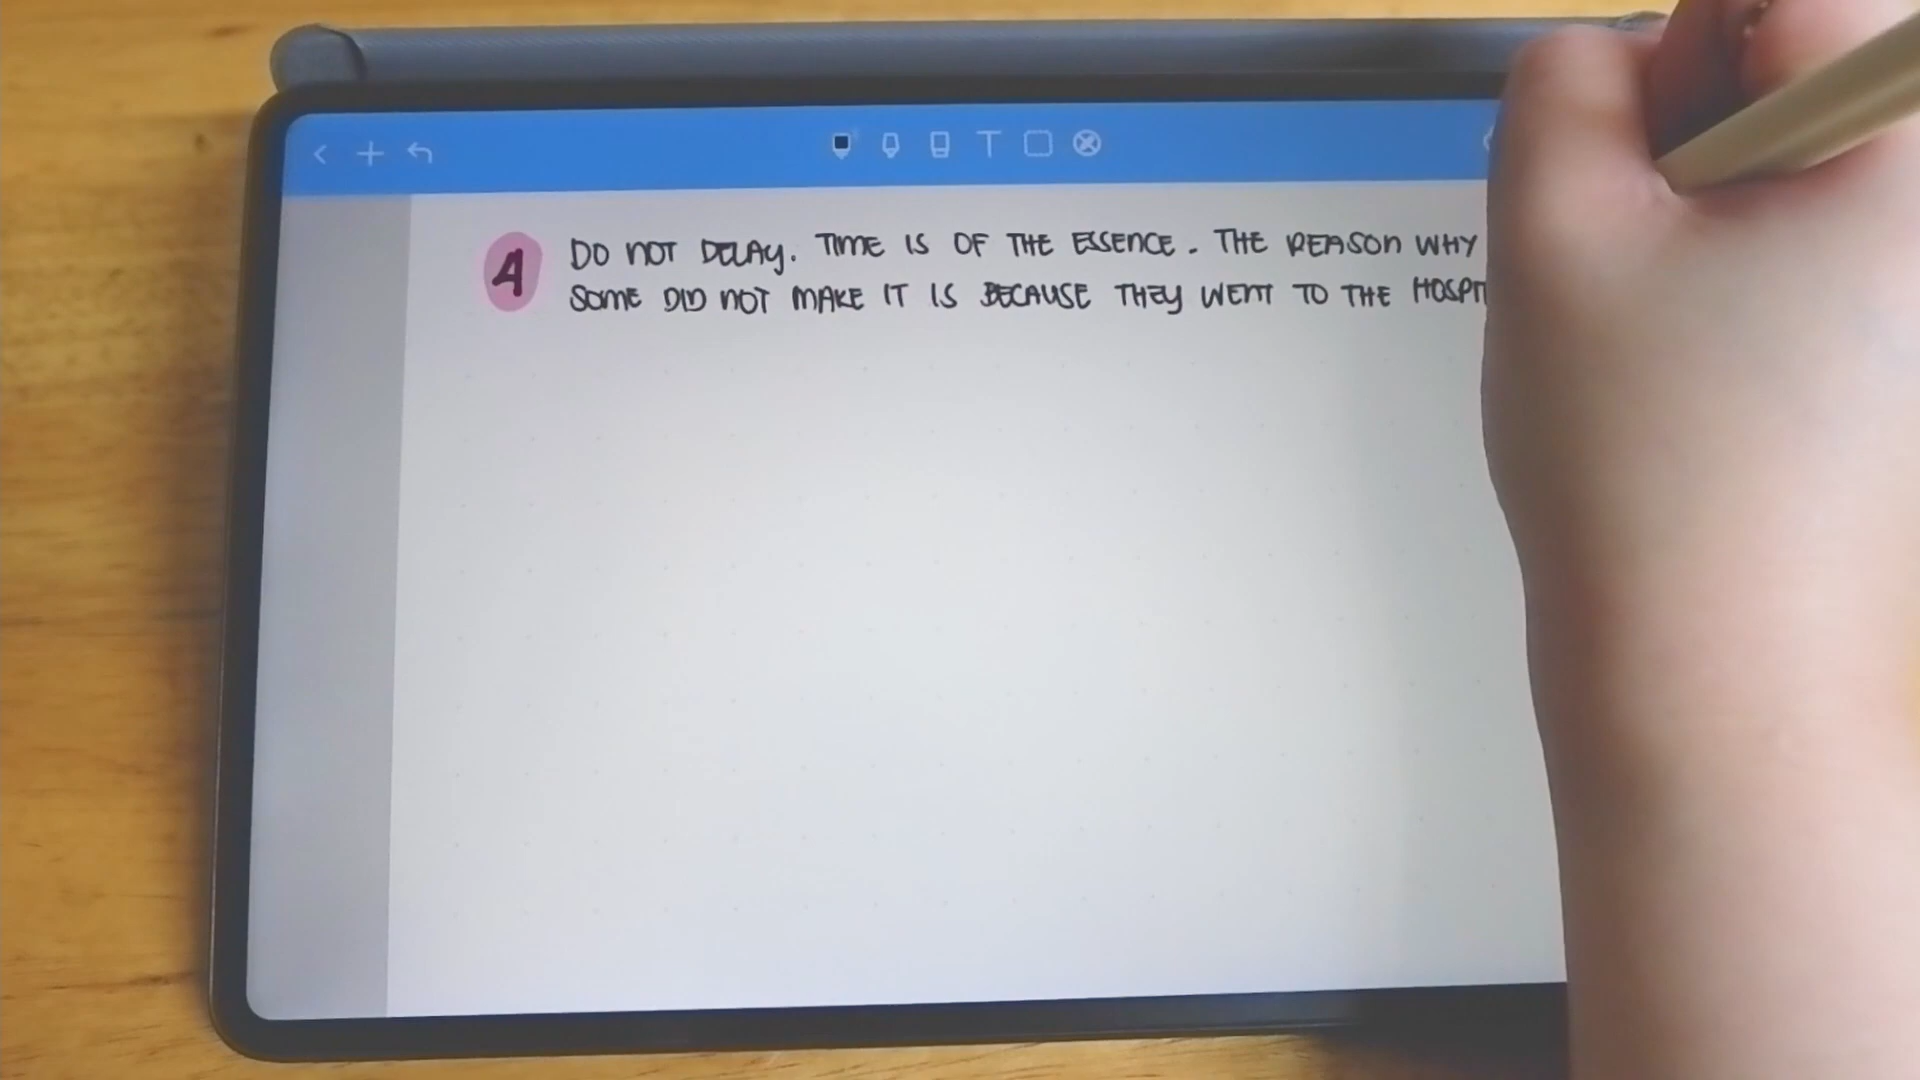 4 DO NOT DELAY. TIME IS OF THE ESSENCE. THE REASON WHY
SOME DID NOT MAKE IT IS BECAUSE THEY WENT TO THE